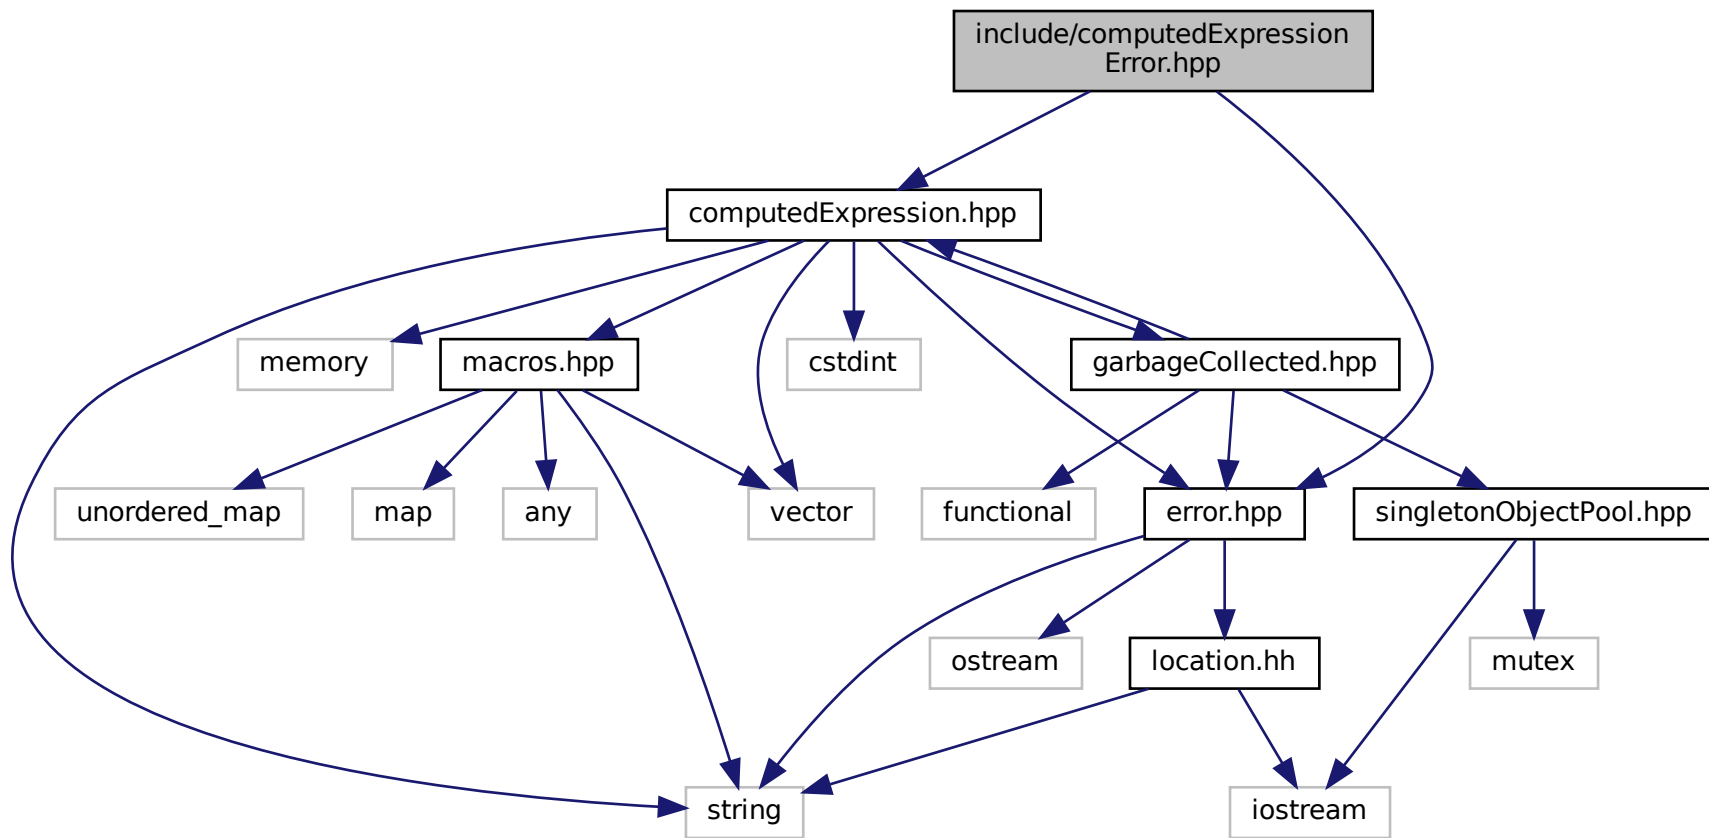 include/computedExpression
Error.hpp
computedExpression.hpp
memory
macros.hpp
cstdint
garbageCollected.hpp
unordered_map
map
any
vector
functional
error.hpp
singletonObjectPool.hpp
ostream
location.hh
mutex
string
iostream